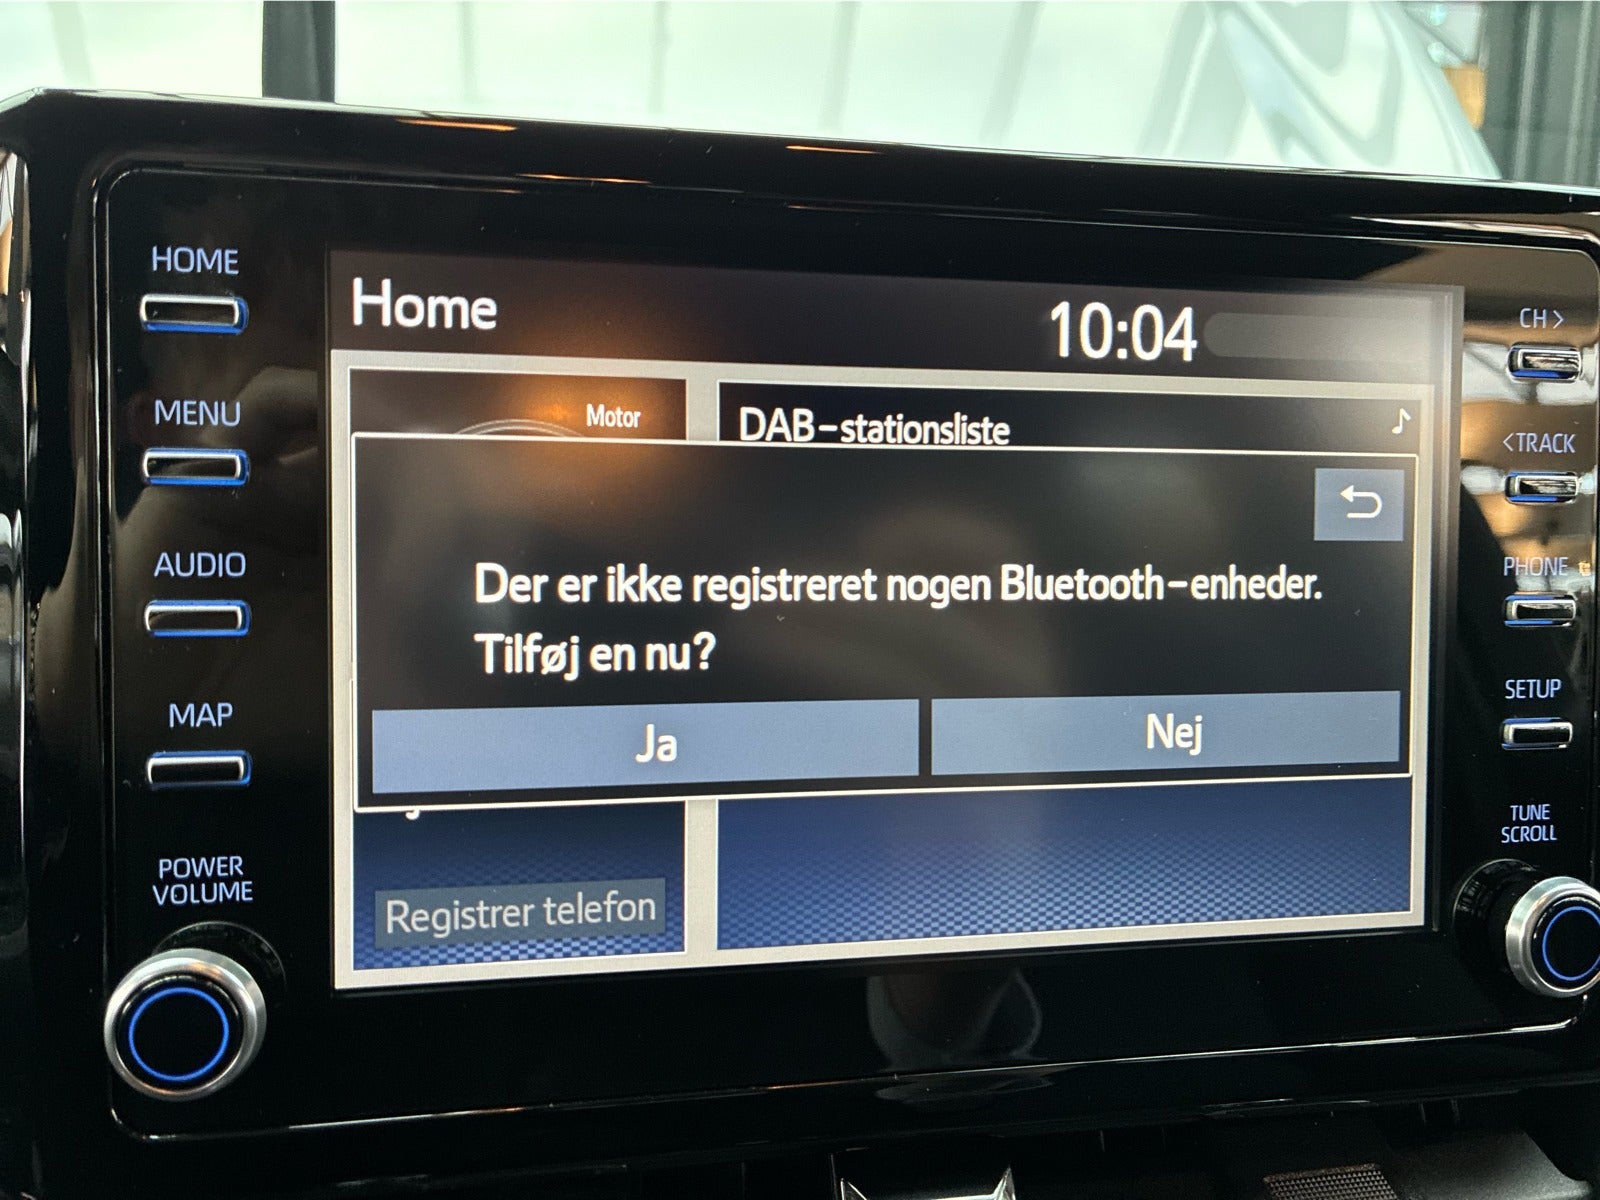 HOME
MENU
AUDIO
MAP
POWER
VOLUME
Home
10:04
Motor
DAB-stationsliste
Der er ikke registreret nogen Bluetooth-enheder.
Tilføj en nu?
Ja
Nej
Registrer telefon
CH>
<TRACK
PHONE
SETUP
TUNE
SCROLL